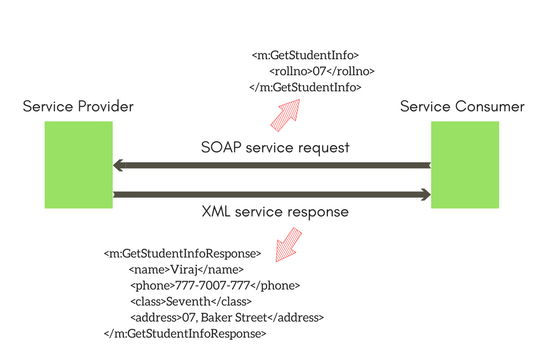 <m:GetStudentInfo>
<rollno>07</rollno>
</m:GetStudentInfo>
Service Provider
Service Consumer
SOAP service request
XML service response
<m:GetStudentInfoResponse>
<name>Viraj</name>
<phone>777-7007-777</phone>
<class>Seventh</class>
<address>07, Baker Street</address>
</m:GetStudentInfoResponse>